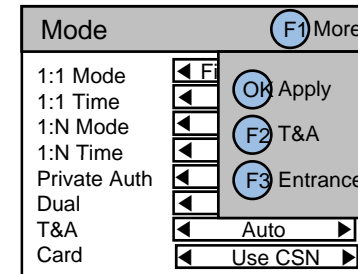 Mode F1 More
1:1 Mode ◀ Fi
1:1 Time ◀
OK Apply
1:N Mode ◀
F2 T&A
1:N Time ◀
Private Auth ◀
F3 Entrance
Dual ◀
T&A ◀ Auto ▶
Card ◀ Use CSN ▶